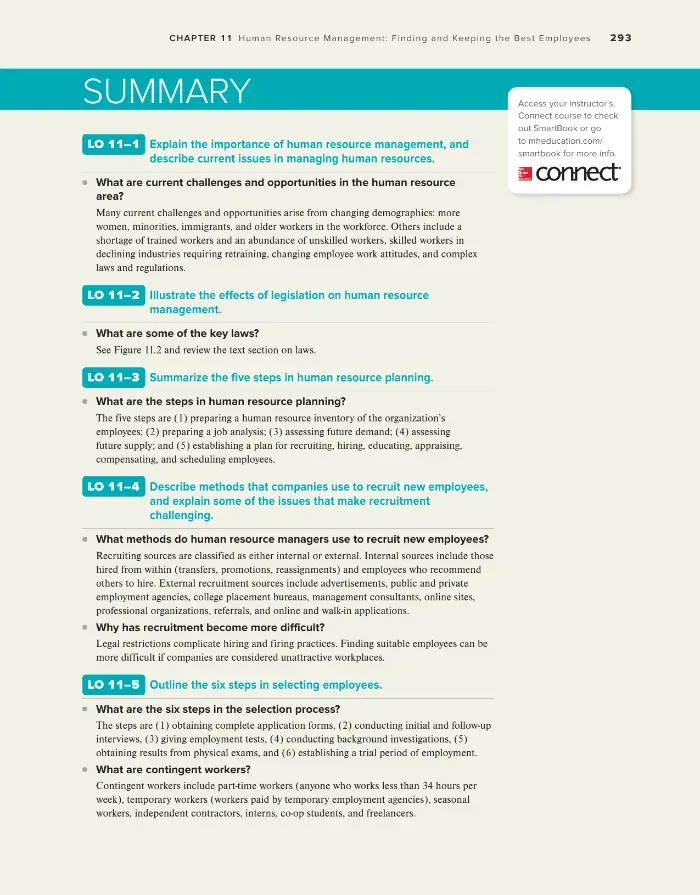 CHAPTER 11 Human Resource Management: Finding and Keeping the Best Employees 293
SUMMARY
Access your instructor's
Connect course to check
out SmartBook or go
to mheducation.com/
smartbook for more info.
connect
LO 11–1 Explain the importance of human resource management, and
describe current issues in managing human resources.
What are current challenges and opportunities in the human resource
area?
Many current challenges and opportunities arise from changing demographics: more
women, minorities, immigrants, and older workers in the workforce. Others include a
shortage of trained workers and an abundance of unskilled workers, skilled workers in
declining industries requiring retraining, changing employee work attitudes, and complex
laws and regulations.
LO 11–2 Illustrate the effects of legislation on human resource
management.
What are some of the key laws?
See Figure 11.2 and review the text section on laws.
LO 11–3 Summarize the five steps in human resource planning.
What are the steps in human resource planning?
The five steps are (1) preparing a human resource inventory of the organization's
employees; (2) preparing a job analysis; (3) assessing future demand; (4) assessing
future supply; and (5) establishing a plan for recruiting, hiring, educating, appraising,
compensating, and scheduling employees.
LO 11–4 Describe methods that companies use to recruit new employees,
and explain some of the issues that make recruitment
challenging.
What methods do human resource managers use to recruit new employees?
Recruiting sources are classified as either internal or external. Internal sources include those
hired from within (transfers, promotions, reassignments) and employees who recommend
others to hire. External recruitment sources include advertisements, public and private
employment agencies, college placement bureaus, management consultants, online sites,
professional organizations, referrals, and online and walk-in applications.
Why has recruitment become more difficult?
Legal restrictions complicate hiring and firing practices. Finding suitable employees can be
more difficult if companies are considered unattractive workplaces.
LO 11–5 Outline the six steps in selecting employees.
What are the six steps in the selection process?
The steps are (1) obtaining complete application forms, (2) conducting initial and follow-up
interviews, (3) giving employment tests, (4) conducting background investigations, (5)
obtaining results from physical exams, and (6) establishing a trial period of employment.
What are contingent workers?
Contingent workers include part-time workers (anyone who works less than 34 hours per
week), temporary workers (workers paid by temporary employment agencies), seasonal
workers, independent contractors, interns, co-op students, and freelancers.